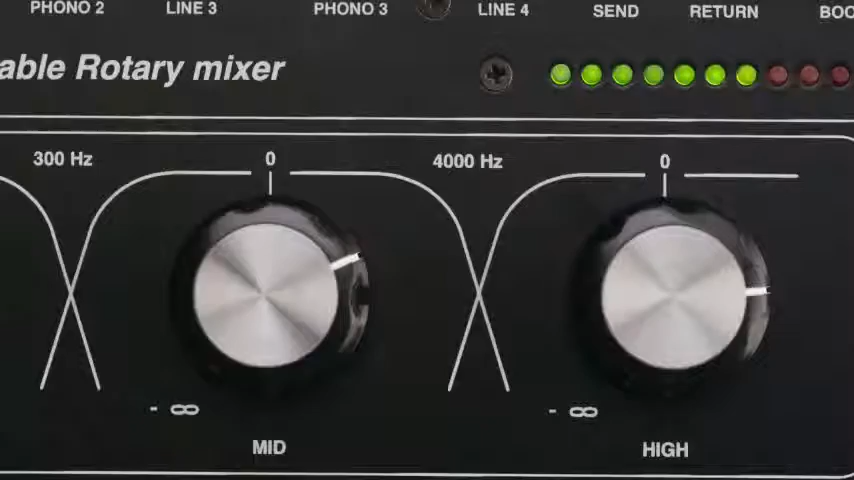 PHONO 2 LINE 3 PHONO 3 LINE 4 SEND RETURN BOO
able Rotary mixer
300 Hz 0 4000 Hz 0
- ∞ - ∞
MID HIGH